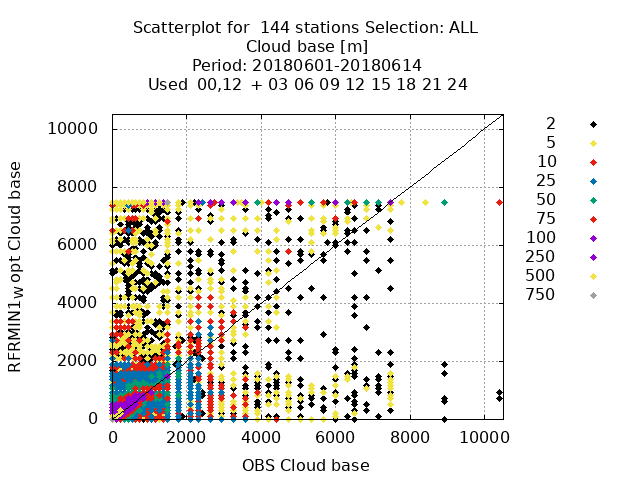 Scatterplot for  144 stations Selection: ALL
Cloud base [m]
Period: 20180601-20180614
Used  00,12  + 03 06 09 12 15 18 21 24
RFRMIN1W opt Cloud base
10000
8000
6000
4000
2000
0
0 2000 4000 6000 8000 10000
OBS Cloud base
2
5
10
25
50
75
100
250
500
750